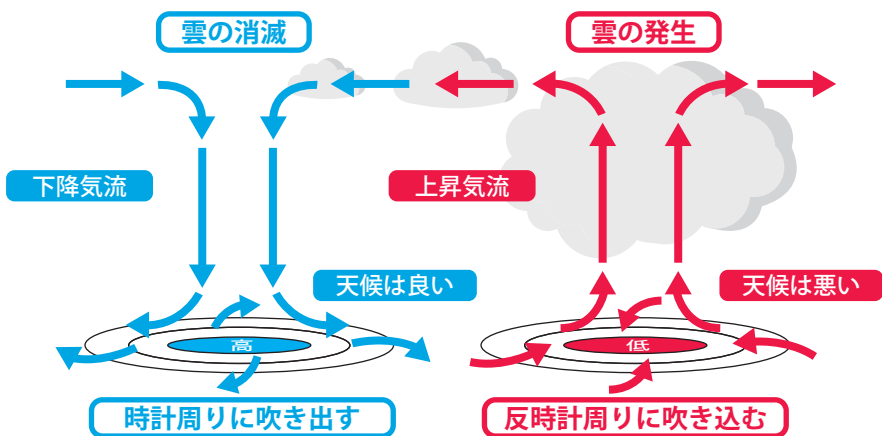 雲の消滅
雲の発生
下降気流
上昇気流
天候は良い
天候は悪い
高
低
時計周りに吹き出す
反時計周りに吹き込む